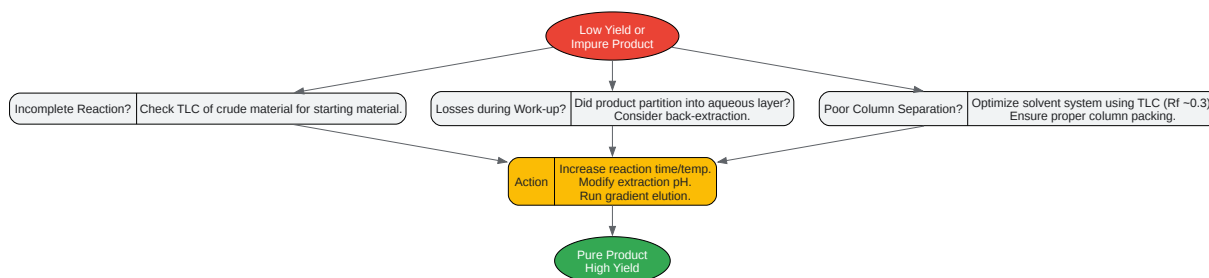 Low Yield or
Impure Product
Incomplete Reaction?
Check TLC of crude material for starting material.
Losses during Work-up?
Did product partition into aqueous layer?
Consider back-extraction.
Poor Column Separation?
Optimize solvent system using TLC (Rf ~0.3).
Ensure proper column packing.
Action
Increase reaction time/temp.
Modify extraction pH.
Run gradient elution.
Pure Product
High Yield